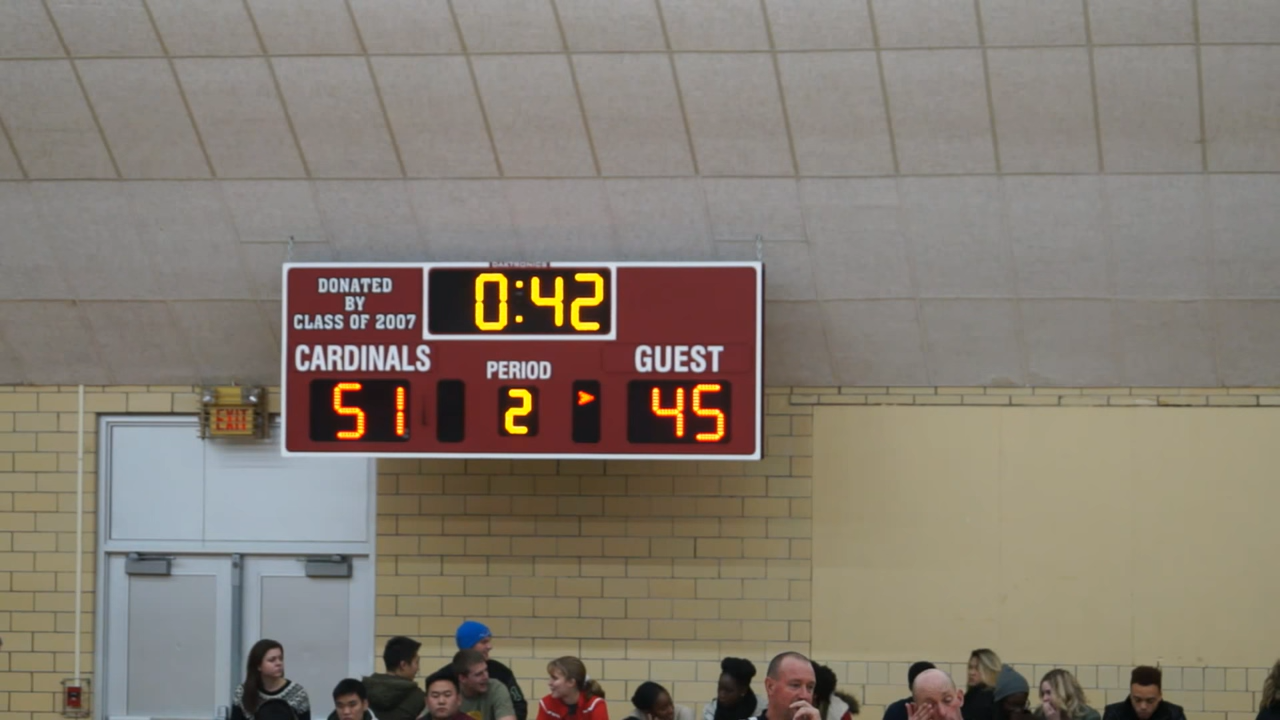 DONATED
BY
CLASS OF 2007
0:42
CARDINALS
PERIOD
GUEST
51
2
45
EXIT